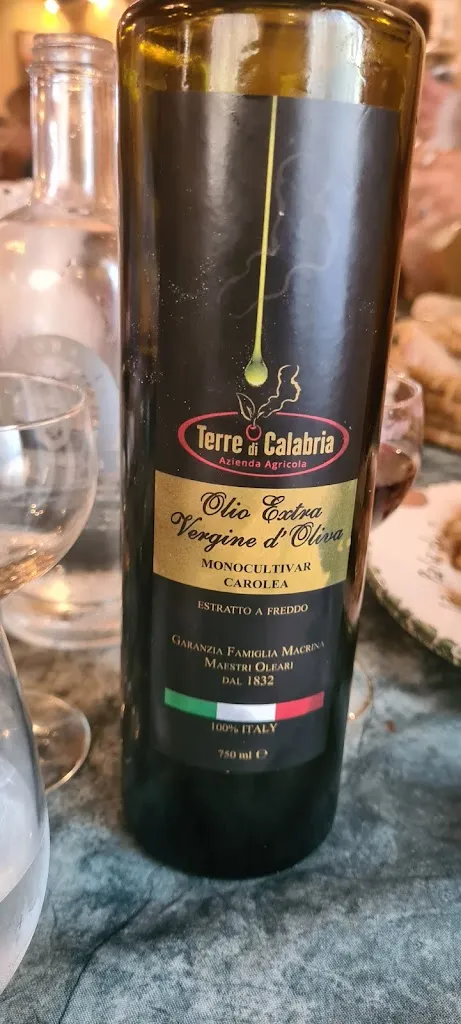 Terre di Calabria
Azienda Agricola
Olio Extra
Vergine d'Oliva
MONOCULTIVAR
CAROLEA
ESTRATTO A FREDDO
GARANZIA FAMIGLIA MACRINA
MAESTRI OLEARI
DAL 1832
100% ITALY
750 ml ℮